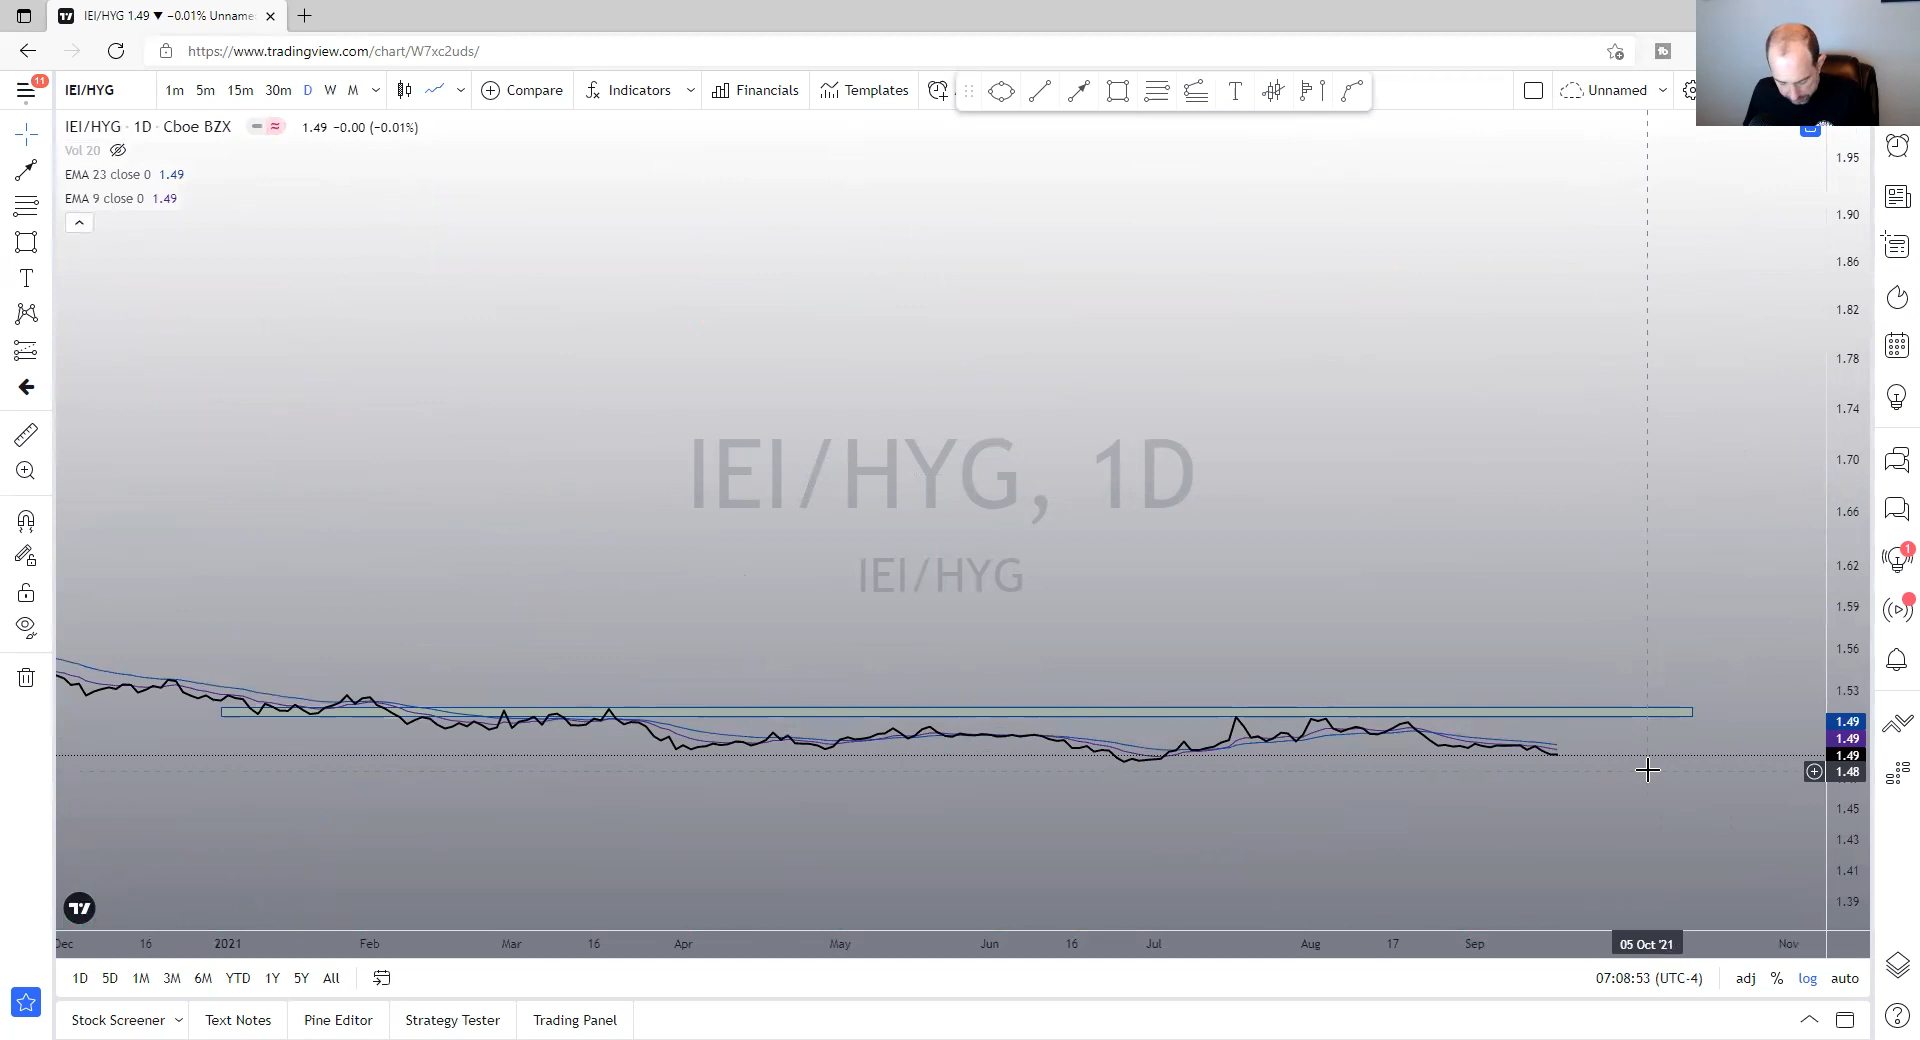 IEI/HYG 1.49 ▼ −0.01% Unname
https://www.tradingview.com/chart/W7xc2uds/
11
IEI/HYG
1m 5m 15m 30m D W M
Compare
Indicators
Financials
Templates
Unnamed
IEI/HYG · 1D · Cboe BZX
1.49 −0.00 (−0.01%)
Vol 20
EMA 23 close 0 1.49
EMA 9 close 0 1.49
IEI/HYG, 1D
IEI/HYG
1.95
1.90
1.86
1.82
1.78
1.74
1.70
1.66
1.62
1.59
1.56
1.53
1.49
1.49
1.49
1.48
1.45
1.43
1.41
1.39
1
Dec 16 2021 Feb Mar 16 Apr May Jun 16 Jul Aug 17 Sep 05 Oct '21 Nov
1D 5D 1M 3M 6M YTD 1Y 5Y All
07:08:53 (UTC-4) adj % log auto
Stock Screener Text Notes Pine Editor Strategy Tester Trading Panel